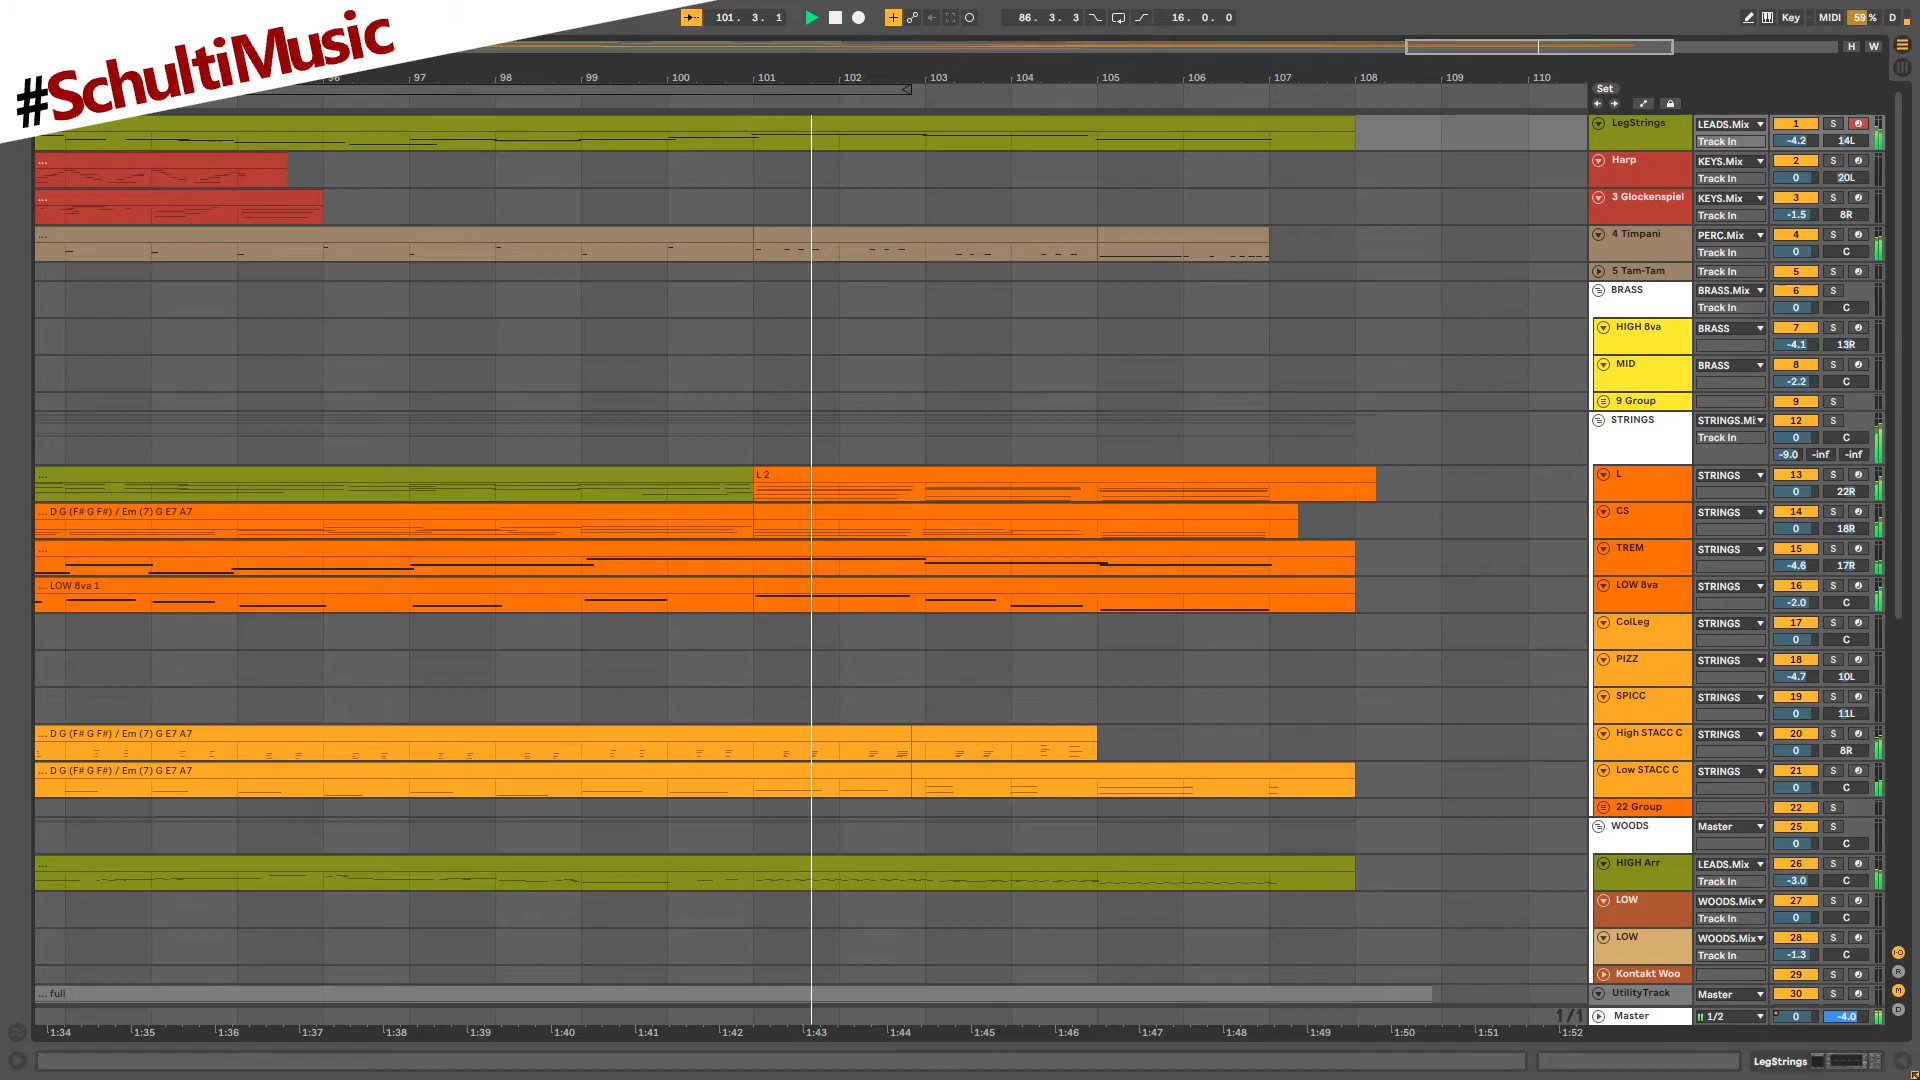 #SchultiMusic
101. 3. 1
86. 3. 3
16. 0. 0
Key
MIDI
59 %
D
H W
96 97 98 99 100 101 102 103 104 105 106 107 108 109 110
Set
LegStrings LEADS.Mix 1 S
Track In -4.2 14L
... Harp KEYS.Mix 2 S
Track In 0 20L
... 3 Glockenspiel KEYS.Mix 3 S
Track In -1.5 8R
... 4 Timpani PERC.Mix 4 S
Track In 0 C
5 Tam-Tam Track In 5 S
BRASS BRASS.Mix 6 S
Track In 0 C
HIGH 8va BRASS 7 S
-4.1 13R
MID BRASS 8 S
-2.2 C
9 Group 9 S
STRINGS STRINGS.Mi 12 S
Track In 0 C
-9.0 -inf -inf
... L 2 L STRINGS 13 S
0 22R
... D G (F# G F#) / Em (7) G E7 A7 CS STRINGS 14 S
0 18R
... TREM STRINGS 15 S
-4.6 17R
... LOW 8va 1 LOW 8va STRINGS 16 S
-2.0 C
ColLeg STRINGS 17 S
0 C
PIZZ STRINGS 18 S
-4.7 10L
SPICC STRINGS 19 S
0 11L
... D G (F# G F#) / Em (7) G E7 A7 High STACC C STRINGS 20 S
0 8R
... D G (F# G F#) / Em (7) G E7 A7 Low STACC C STRINGS 21 S
0 C
22 Group 22 S
WOODS Master 25 S
0 C
... HIGH Arr LEADS.Mix 26 S
Track In -3.0 C
LOW WOODS.Mix 27 S
Track In 0 C
LOW WOODS.Mix 28 S
Track In -1.3 C
Kontakt Woo 29 S
... full UtilityTrack Master 30 S
1/1 Master 1/2 0 -4.0
1:34 1:35 1:36 1:37 1:38 1:39 1:40 1:41 1:42 1:43 1:44 1:45 1:46 1:47 1:48 1:49 1:50 1:51 1:52
I-O
R
M
D
LegStrings